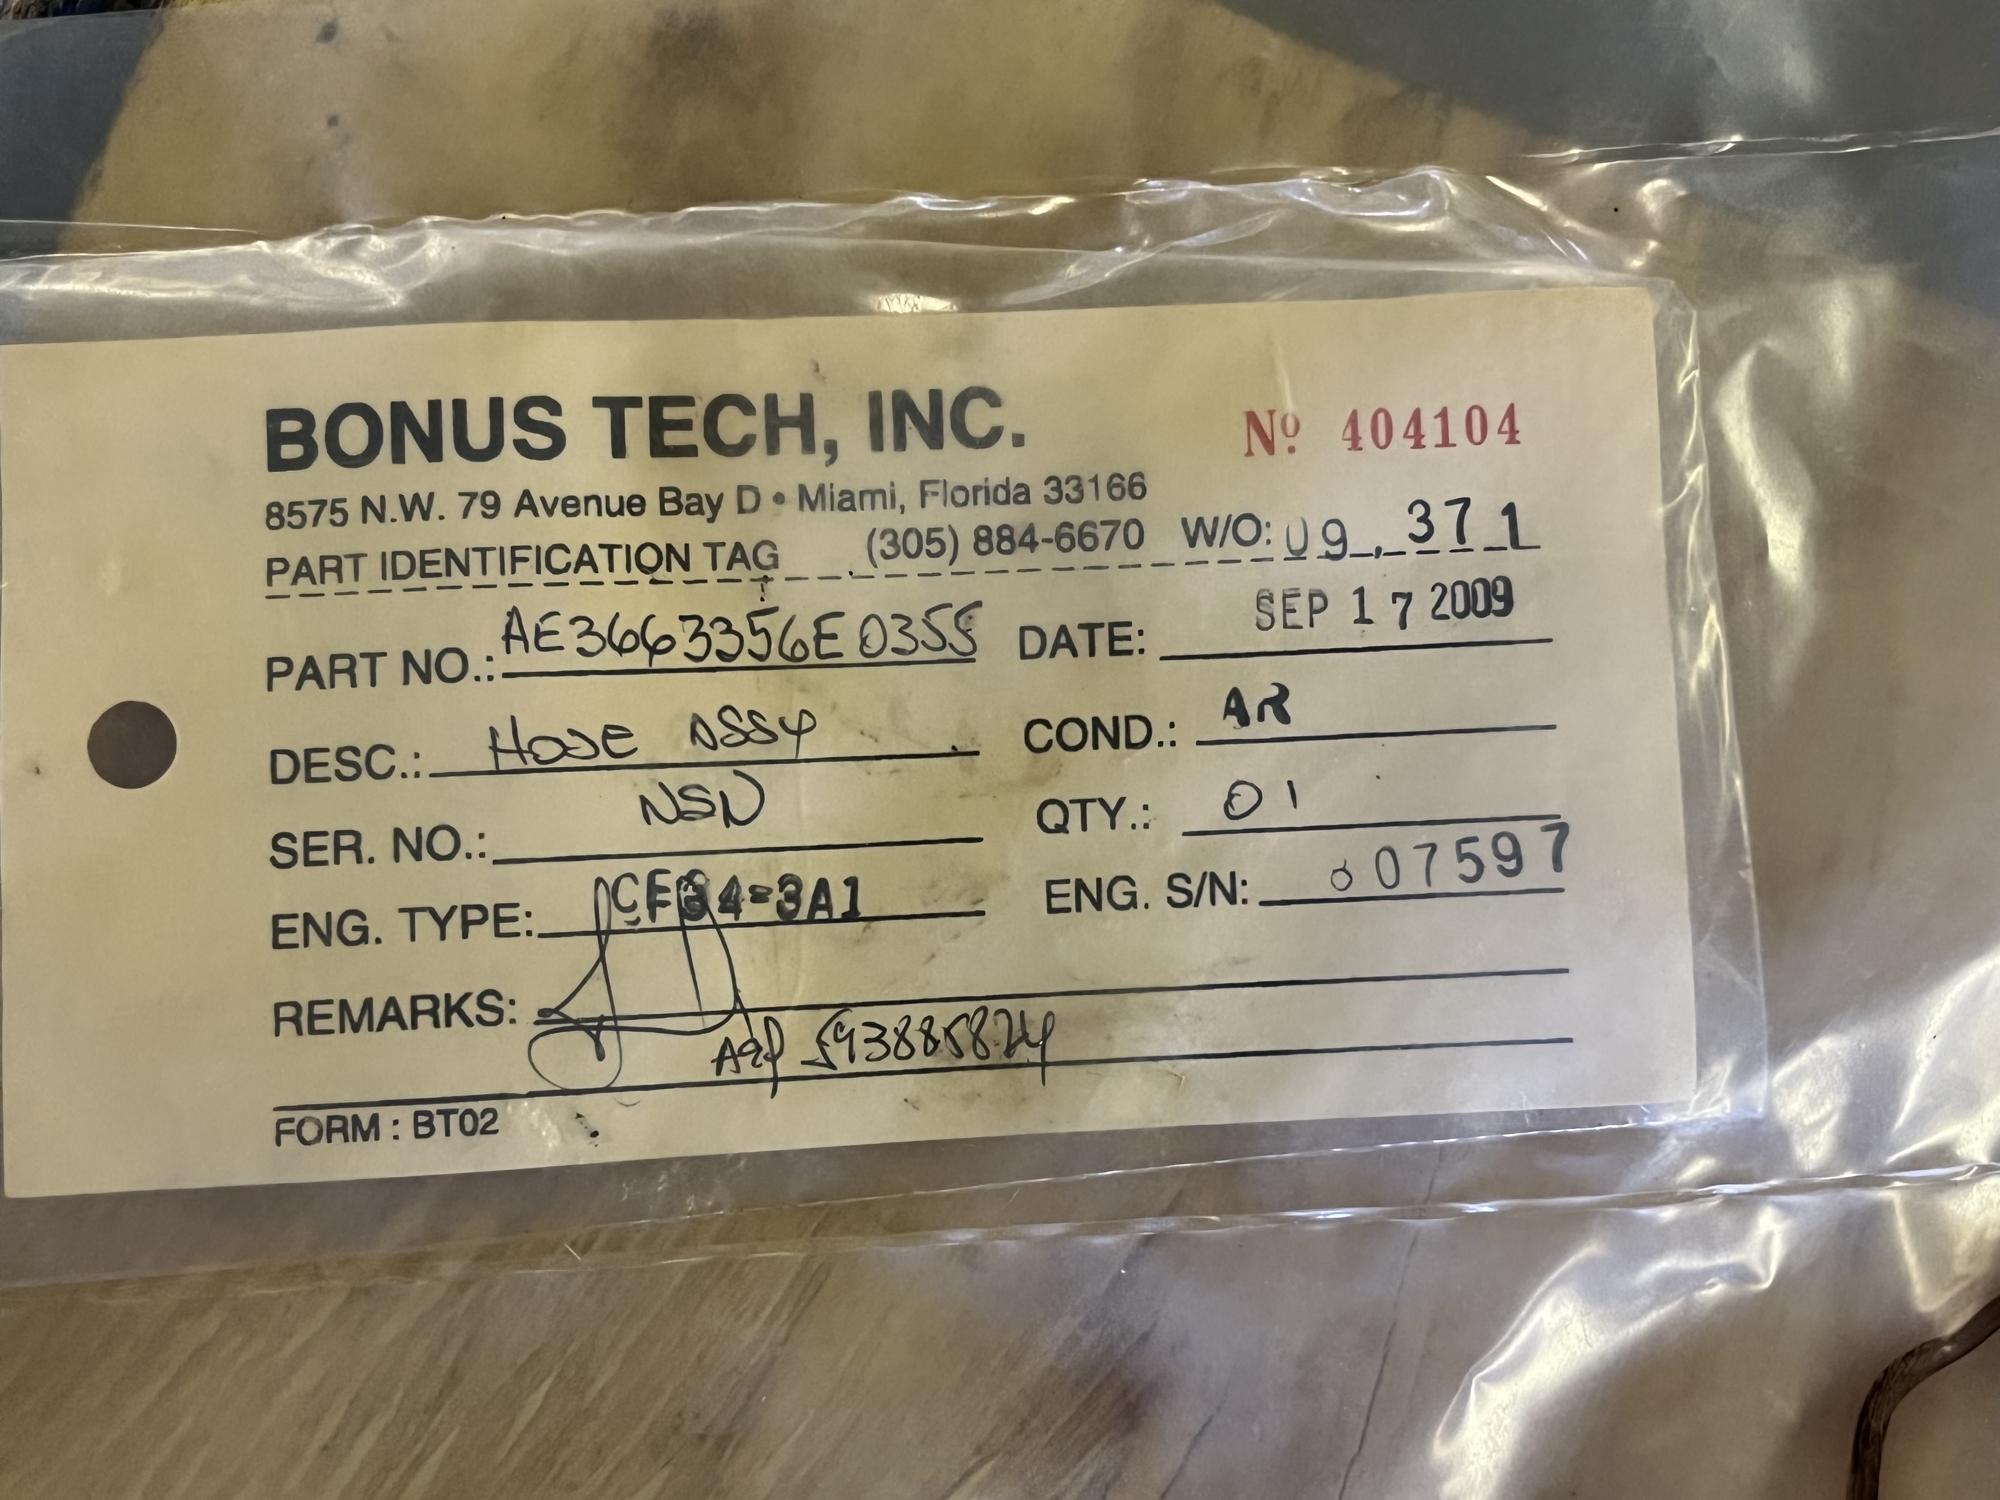 BONUS TECH, INC. Nº 404104
8575 N.W. 79 Avenue Bay D • Miami, Florida 33166
PART IDENTIFICATION TAG (305) 884-6670 W/O: 09 371
PART NO.: AE3663356E0355 DATE: SEP 17 2009
DESC.: Hose ASSY COND.: AR
SER. NO.: NSN QTY.: 01
ENG. TYPE: CF34-3A1 ENG. S/N: 807597
REMARKS:
FORM : BT02